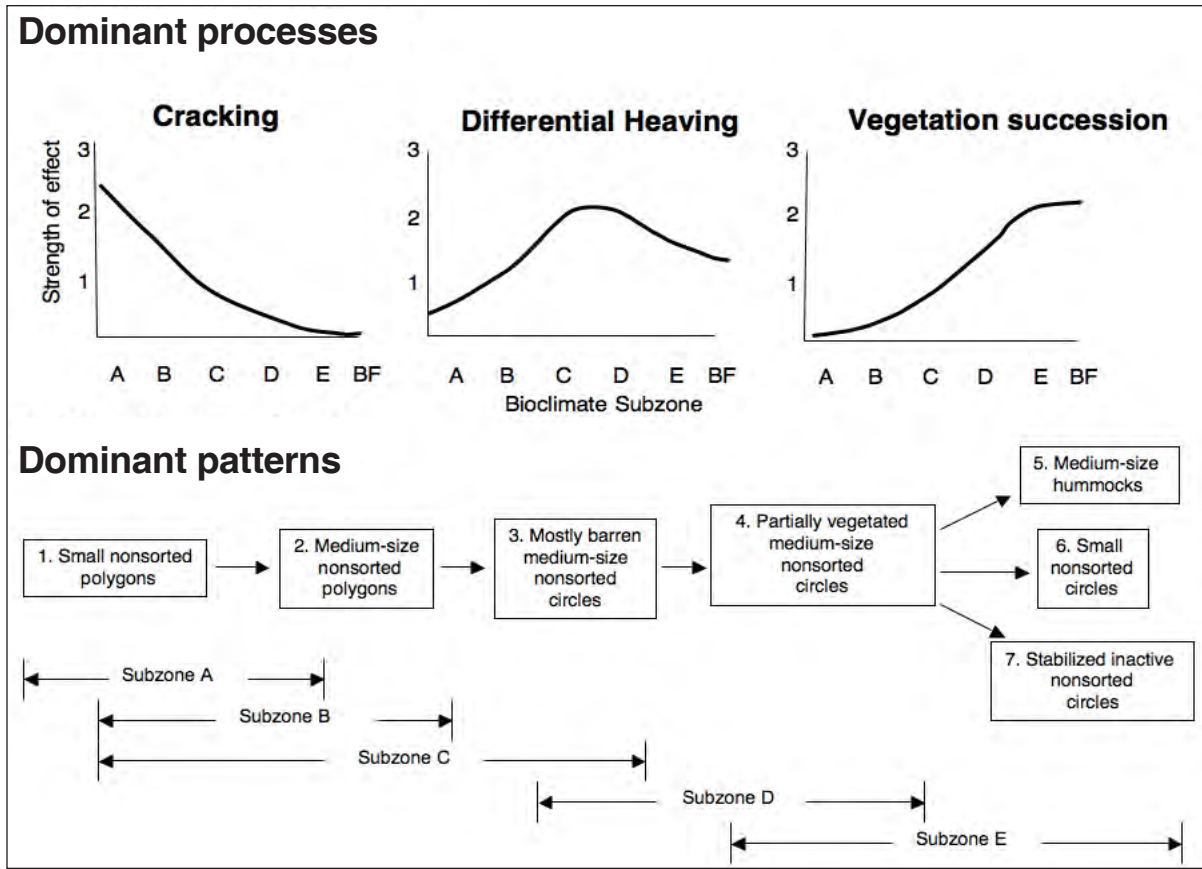 Dominant processes
Cracking
Differential Heaving
Vegetation succession
Strength of effect
3
2
1
A B C D E BF
3
2
1
A B C D E BF
3
2
1
A B C D E BF
Bioclimate Subzone
Dominant patterns
1. Small nonsorted
polygons
2. Medium-size
nonsorted
polygons
3. Mostly barren
medium-size
nonsorted
circles
4. Partially vegetated
medium-size
nonsorted
circles
5. Medium-size
hummocks
6. Small
nonsorted
circles
7. Stabilized inactive
nonsorted
circles
Subzone A
Subzone B
Subzone C
Subzone D
Subzone E